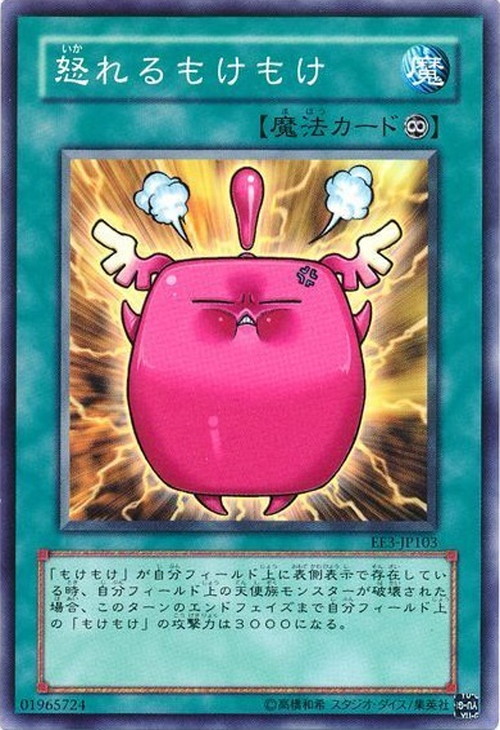 怒れるもけもけ
魔
【魔法カード♾】
EE3-JP103
「もけもけ」が自分フィールド上に表側表示で存在してい
る時、自分フィールド上の天使族モンスターが破壊された
場合、このターンのエンドフェイズまで自分フィールド上
の「もけもけ」の攻撃力は3000になる。
01965724 ©高橋和希 スタジオ・ダイス/集英社